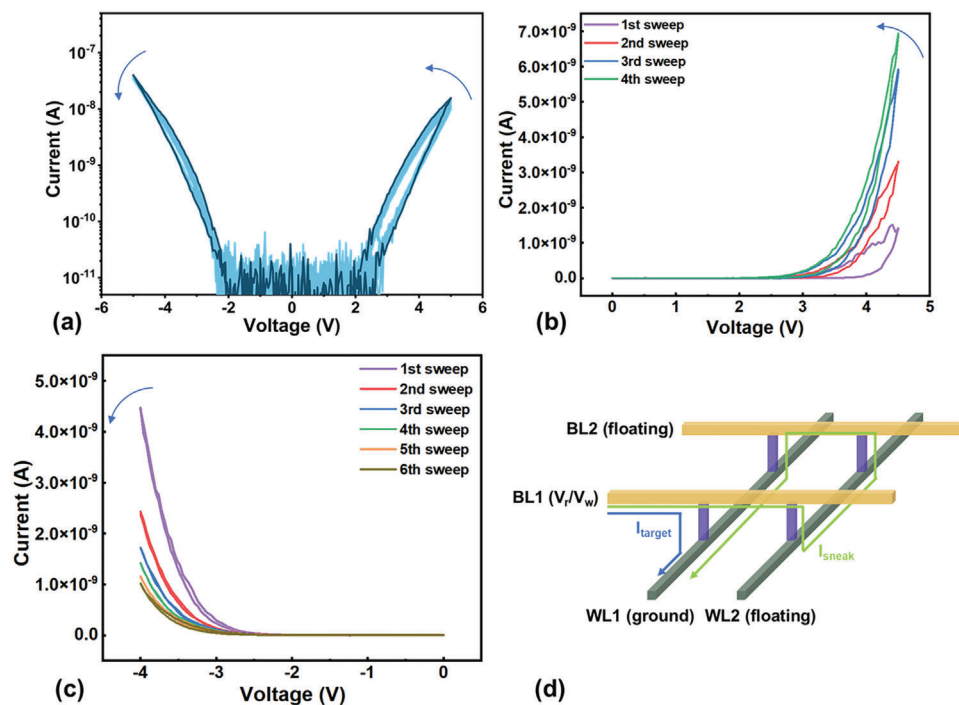 10⁻⁷
10⁻⁸
10⁻⁹
10⁻¹⁰
10⁻¹¹
Current (A)
-6 -4 -2 0 2 4 6
Voltage (V)
(a)
1st sweep
2nd sweep
3rd sweep
4th sweep
7.0×10⁻⁹
6.0×10⁻⁹
5.0×10⁻⁹
4.0×10⁻⁹
3.0×10⁻⁹
2.0×10⁻⁹
1.0×10⁻⁹
0.0
Current (A)
0 1 2 3 4 5
Voltage (V)
(b)
1st sweep
2nd sweep
3rd sweep
4th sweep
5th sweep
6th sweep
5.0×10⁻⁹
4.0×10⁻⁹
3.0×10⁻⁹
2.0×10⁻⁹
1.0×10⁻⁹
0.0
Current (A)
-4 -3 -2 -1 0
Voltage (V)
(c)
BL2 (floating)
BL1 (Vr/Vw)
Itarget
Isneak
WL1 (ground) WL2 (floating)
(d)